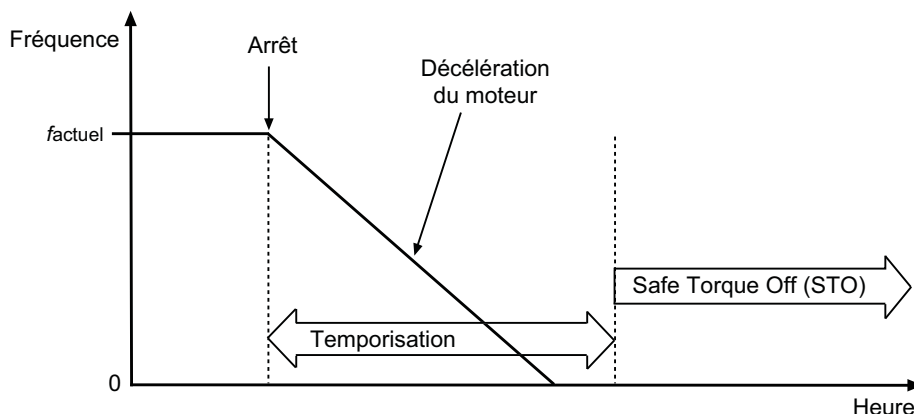 Fréquence
Arrêt
Décélération
du moteur
factuel
Safe Torque Off (STO)
Temporisation
0
Heure